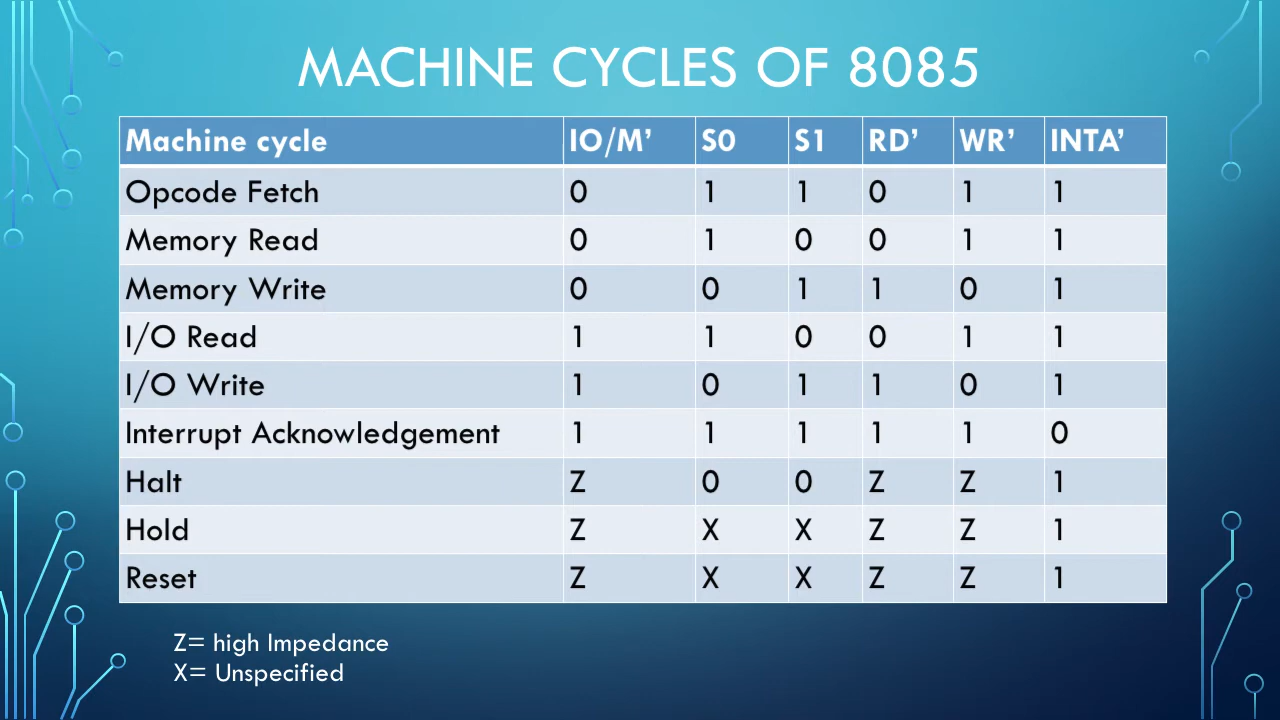 MACHINE CYCLES OF 8085
Machine cycle IO/M’ S0 S1 RD’ WR’ INTA’
Opcode Fetch 0 1 1 0 1 1
Memory Read 0 1 0 0 1 1
Memory Write 0 0 1 1 0 1
I/O Read 1 1 0 0 1 1
I/O Write 1 0 1 1 0 1
Interrupt Acknowledgement 1 1 1 1 1 0
Halt Z 0 0 Z Z 1
Hold Z X X Z Z 1
Reset Z X X Z Z 1
Z= high Impedance
X= Unspecified